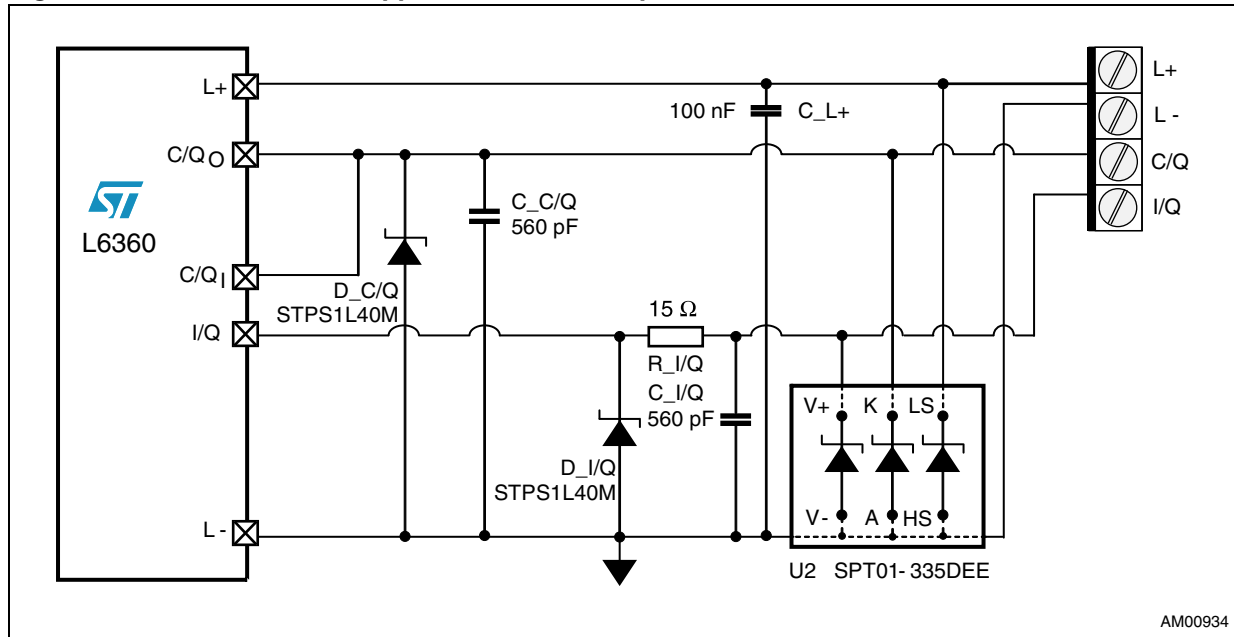 L+
L+
100 nF
C_L+
L -
C/QO
C/Q
C_C/Q
560 pF
I/Q
ST
L6360
C/QI
D_C/Q
STPS1L40M
15 Ω
I/Q
R_I/Q
C_I/Q
560 pF
V+
K
LS
D_I/Q
STPS1L40M
V-
A
HS
L -
U2 SPT01- 335DEE
AM00934